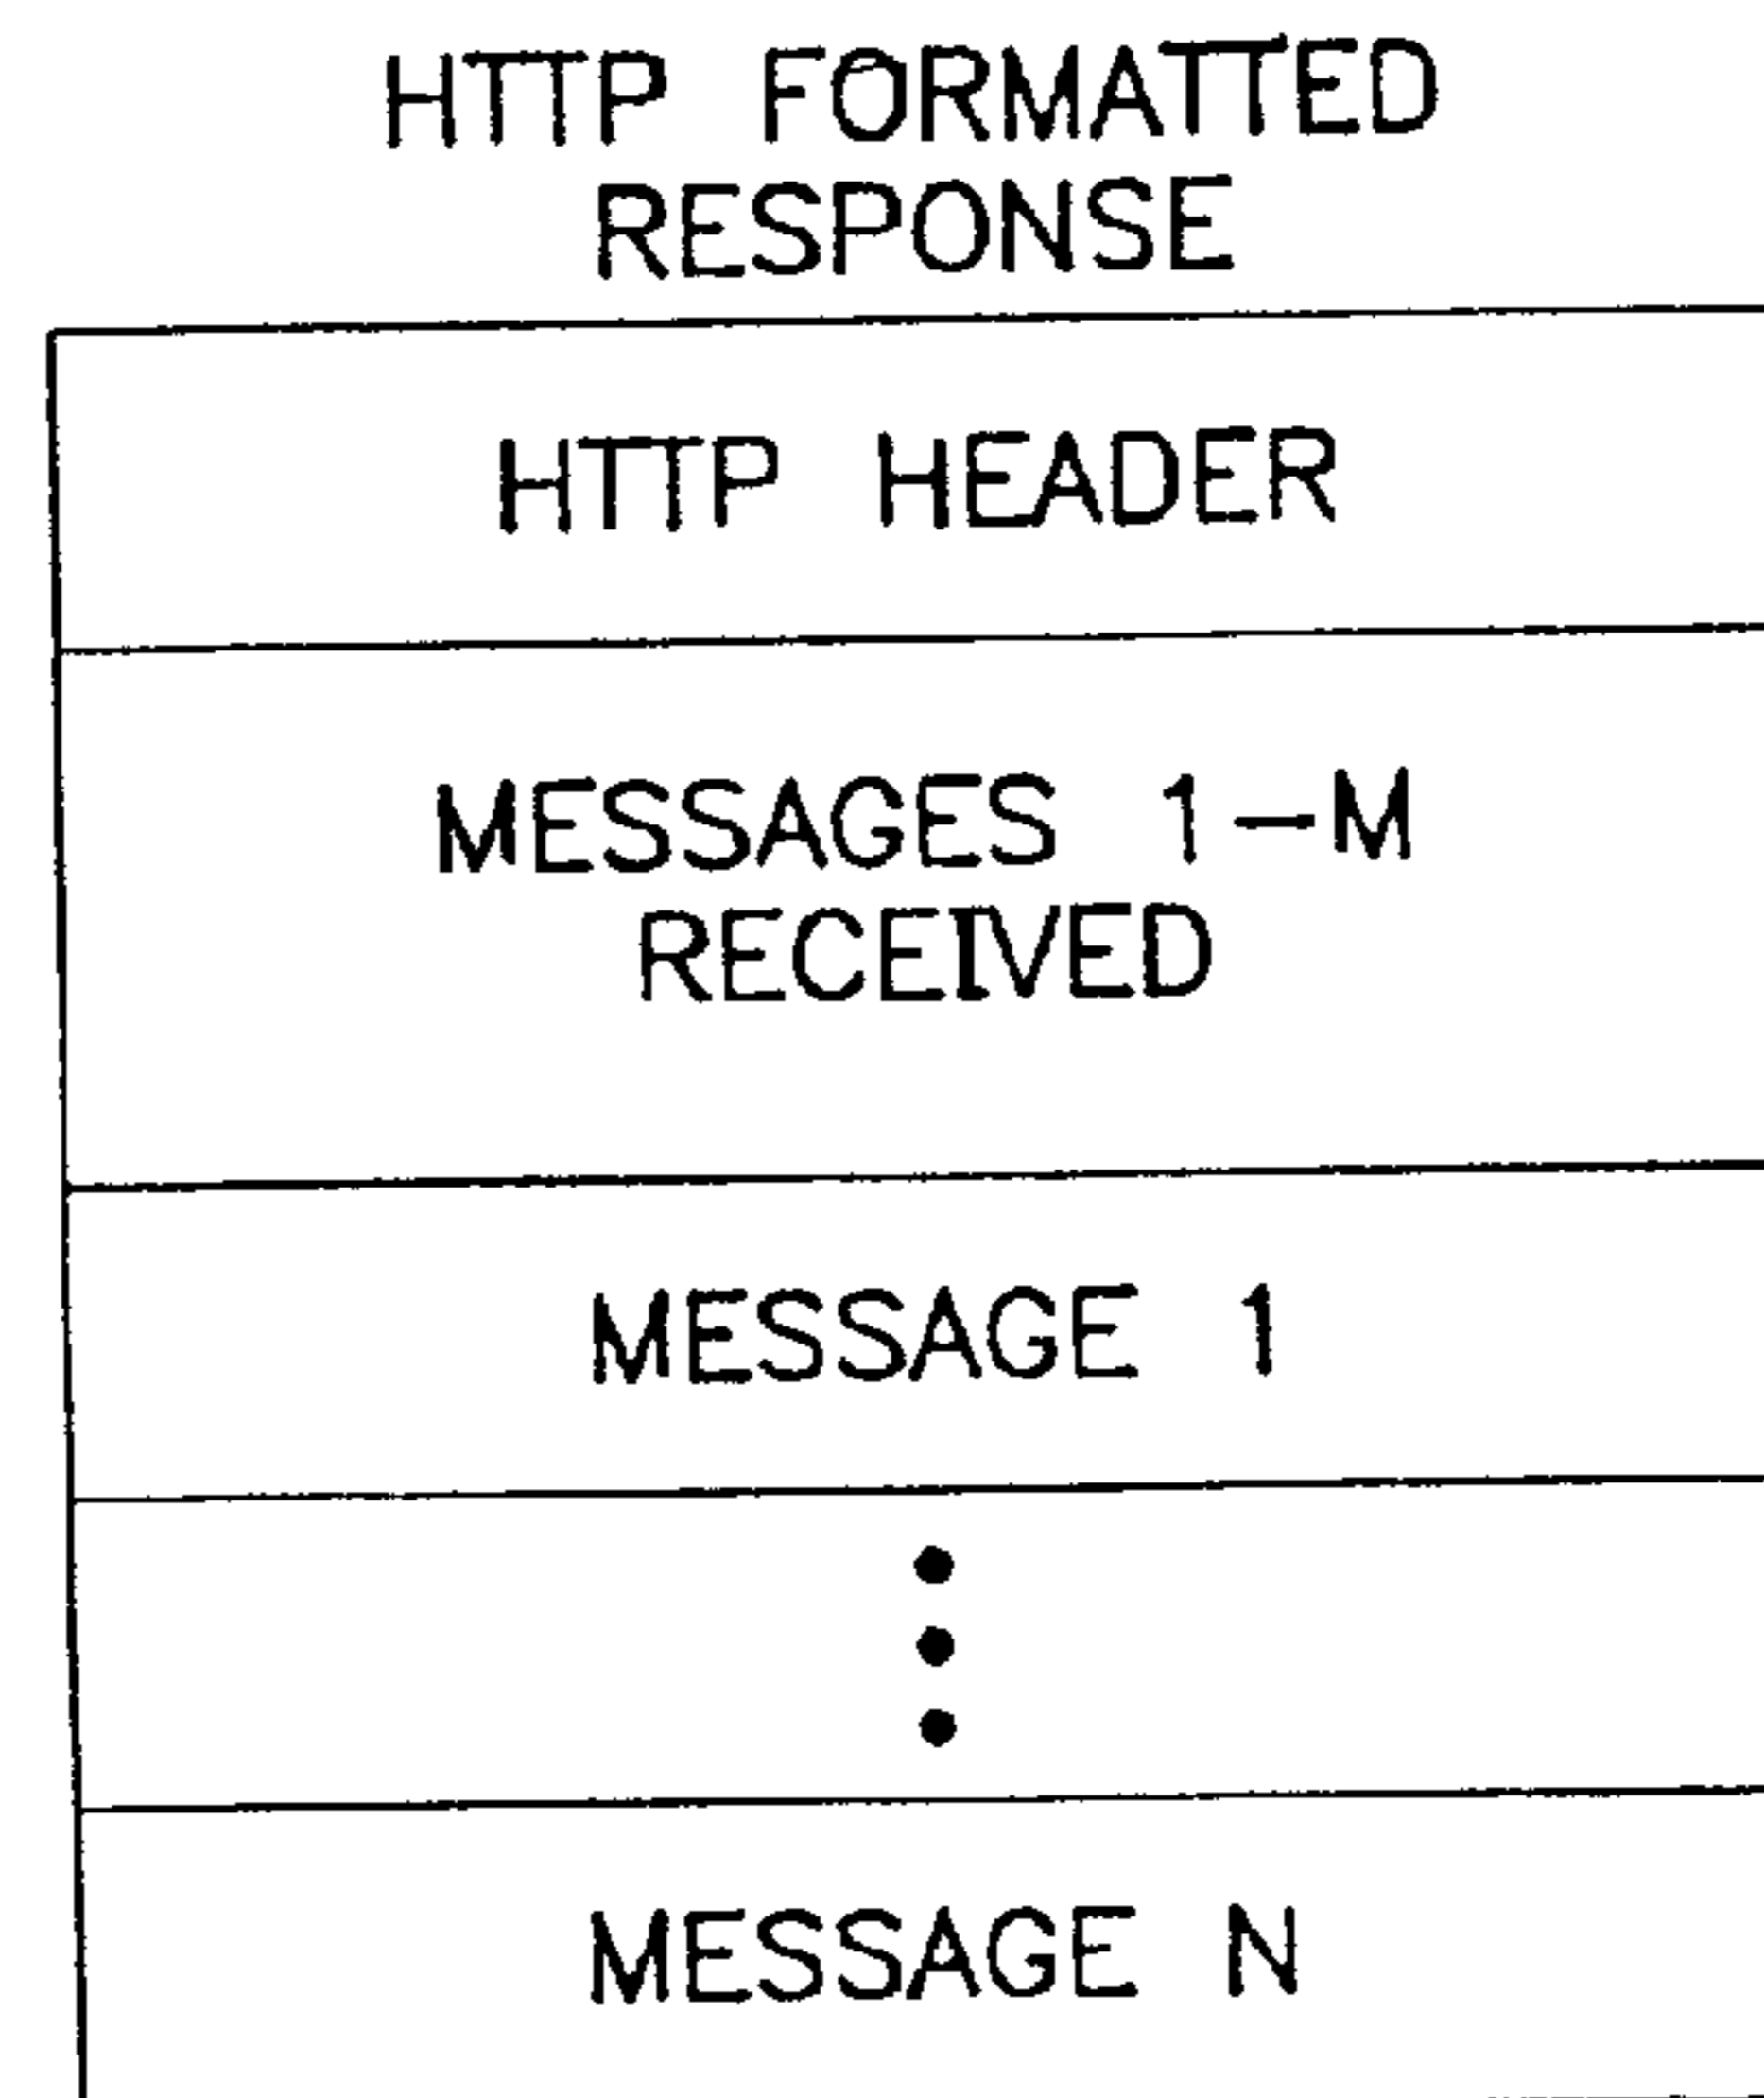 HTTP FORMATTED
RESPONSE
HTTP HEADER
MESSAGES 1-M
RECEIVED
MESSAGE 1
MESSAGE N